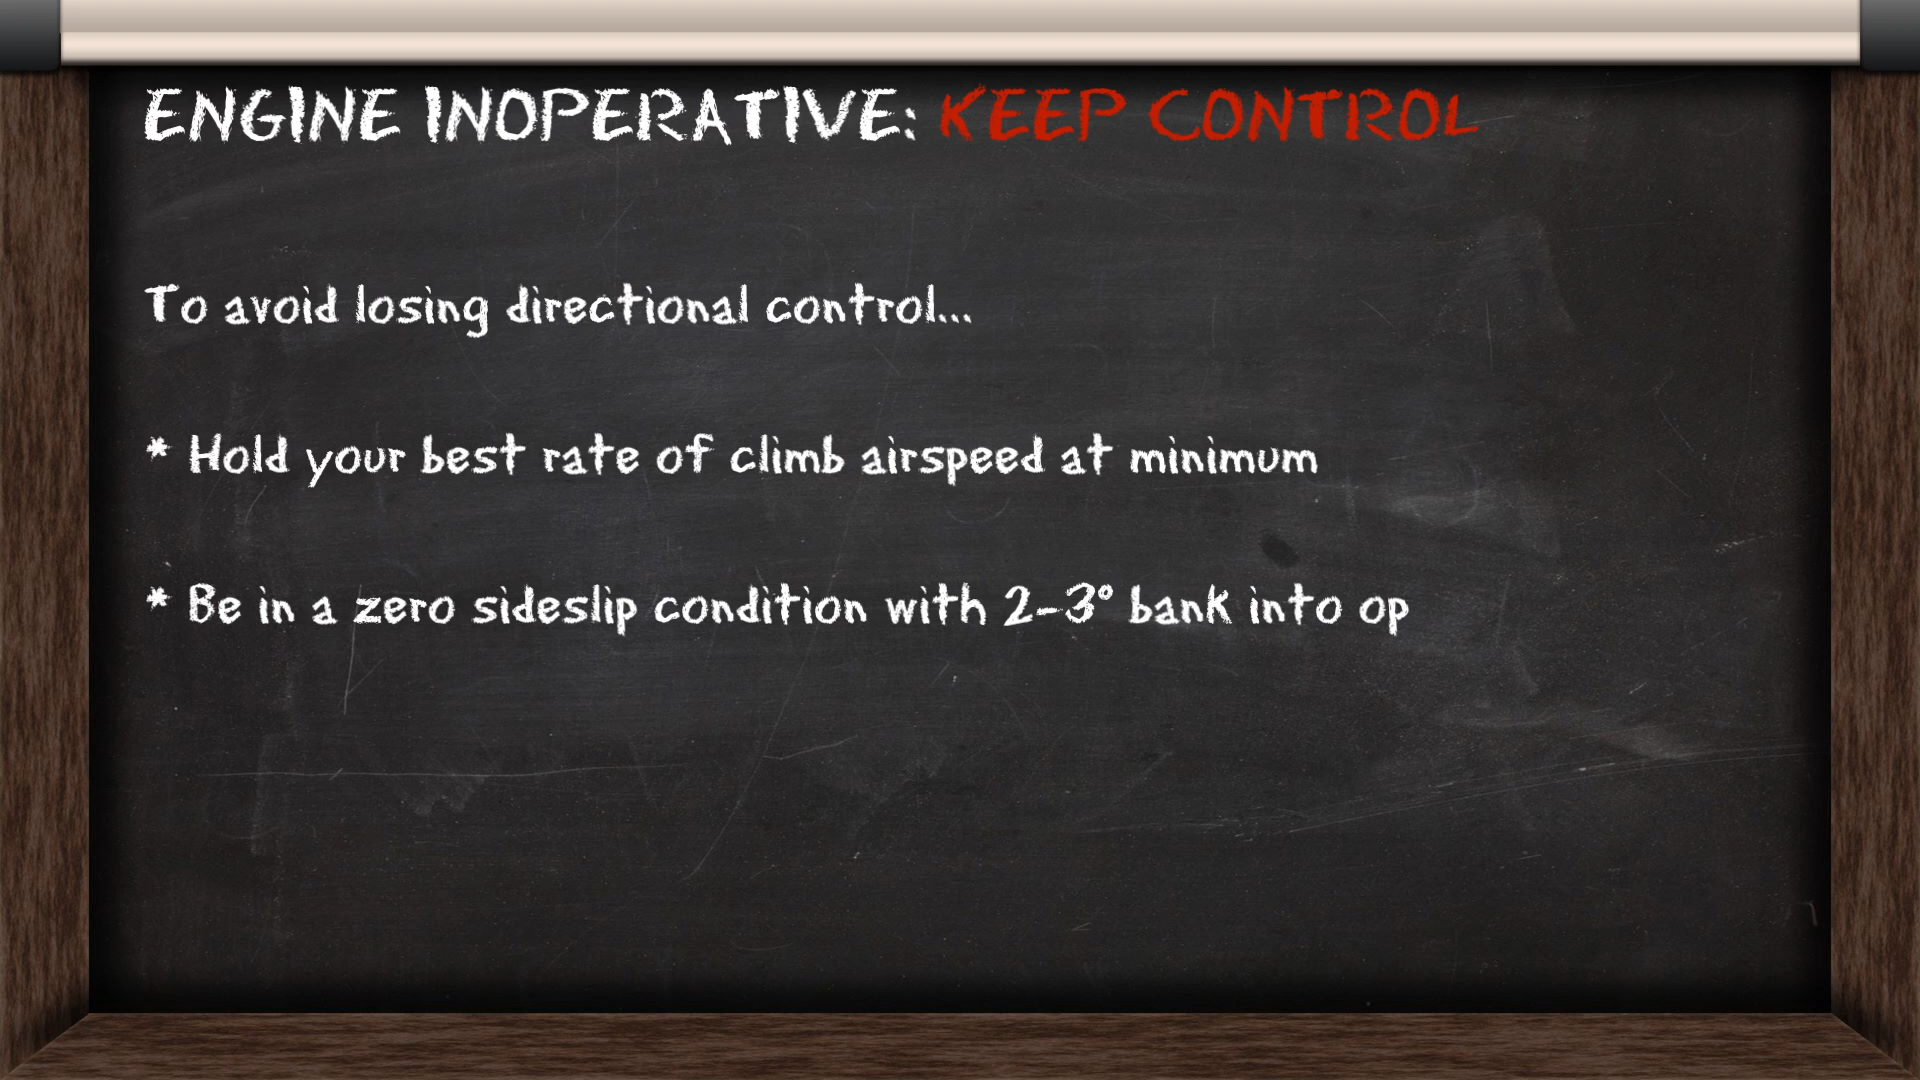 ENGINE INOPERATIVE: KEEP CONTROL
To avoid losing directional control...
* Hold your best rate of climb airspeed at minimum
* Be in a zero sideslip condition with 2-3° bank into op